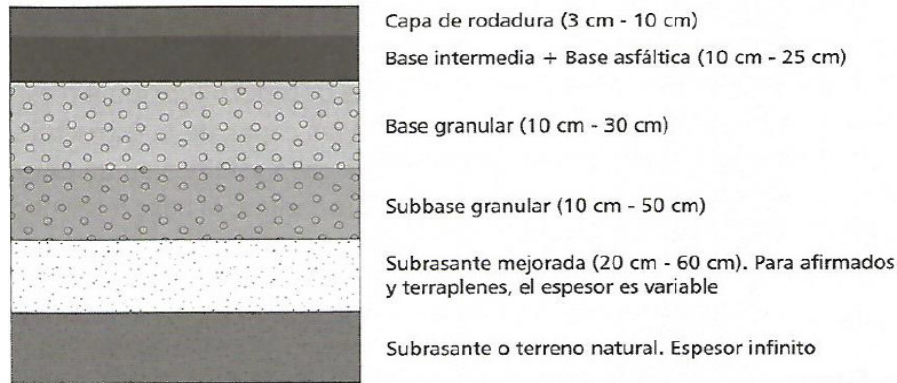 Capa de rodadura (3 cm - 10 cm)
Base intermedia + Base asfáltica (10 cm - 25 cm)
Base granular (10 cm - 30 cm)
Subbase granular (10 cm - 50 cm)
Subrasante mejorada (20 cm - 60 cm). Para afirmados
y terraplenes, el espesor es variable
Subrasante o terreno natural. Espesor infinito